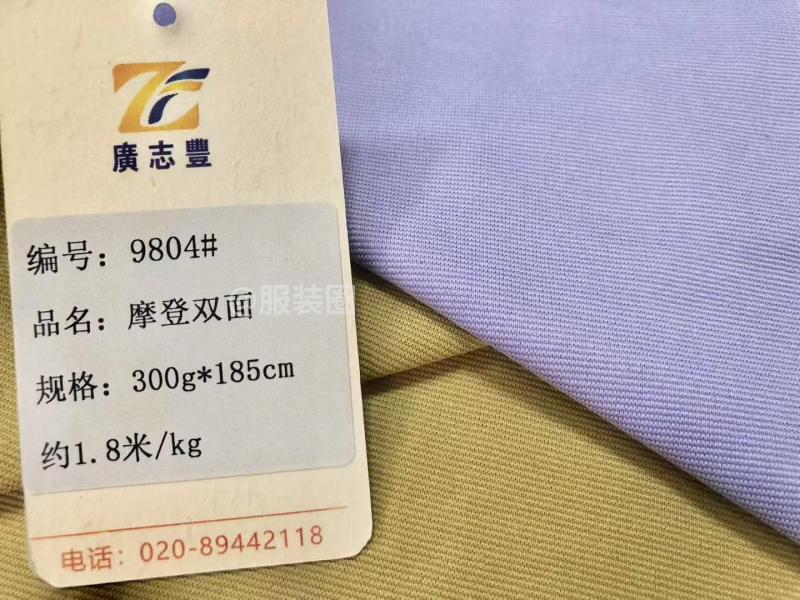 廣志豐
编号：9804#
品名：摩登双面
@服装圈
规格：300g*185cm
约1.8米/kg
电话：020-89442118